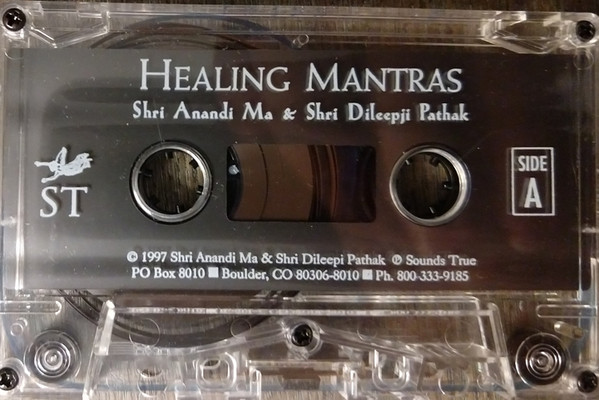 HEALING MANTRAS
Shri Anandi Ma & Shri Dileepji Pathak
ST
SIDE
A
© 1997 Shri Anandi Ma & Shri Dileepi Pathak ℗ Sounds True
PO Box 8010 ■ Boulder, CO 80306-8010 ■ Ph. 800-333-9185